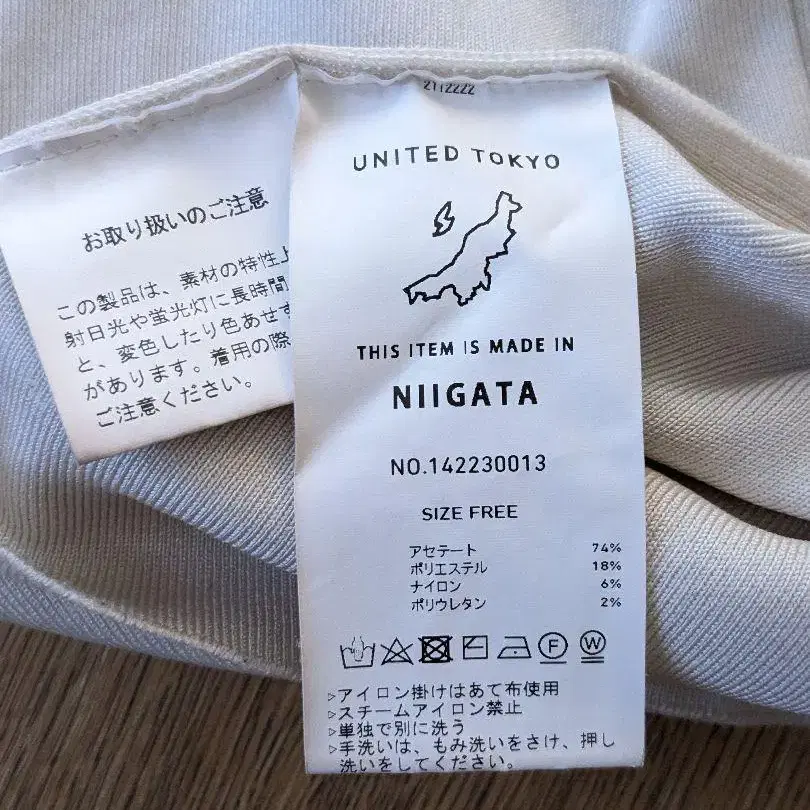 お取り扱いのご注意
この製品は、素材の特性上
射日光や蛍光灯に長時間
と、変色したり色あせす
があります。着用の際
ご注意ください。
2112222
UNITED TOKYO
THIS ITEM IS MADE IN
NIIGATA
NO.142230013
SIZE FREE
アセテート 74%
ポリエステル 18%
ナイロン 6%
ポリウレタン 2%
F W
▷アイロン掛けはあて布使用
▷スチームアイロン禁止
▷単独で別に洗う
▷手洗いは、もみ洗いをさけ、押し
洗いをしてください。